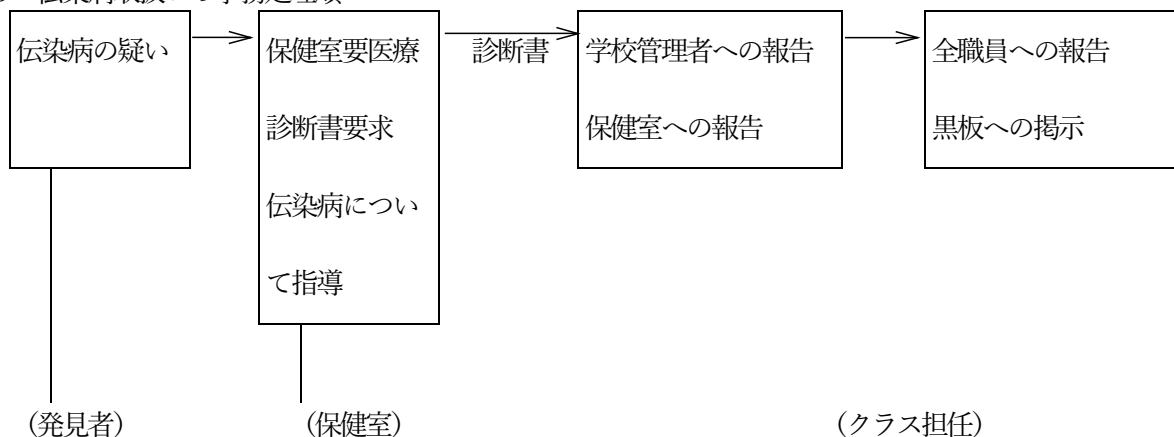 伝染病の疑い
保健室要医療
診断書要求
伝染病につい
て指導
診断書
学校管理者への報告
保健室への報告
全職員への報告
黒板への掲示
（発見者）
（保健室）
（クラス担任）